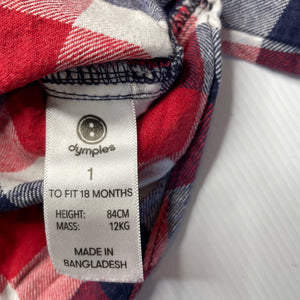 dymples
1
TO FIT 18 MONTHS
HEIGHT: 84CM
MASS: 12KG
MADE IN
BANGLADESH